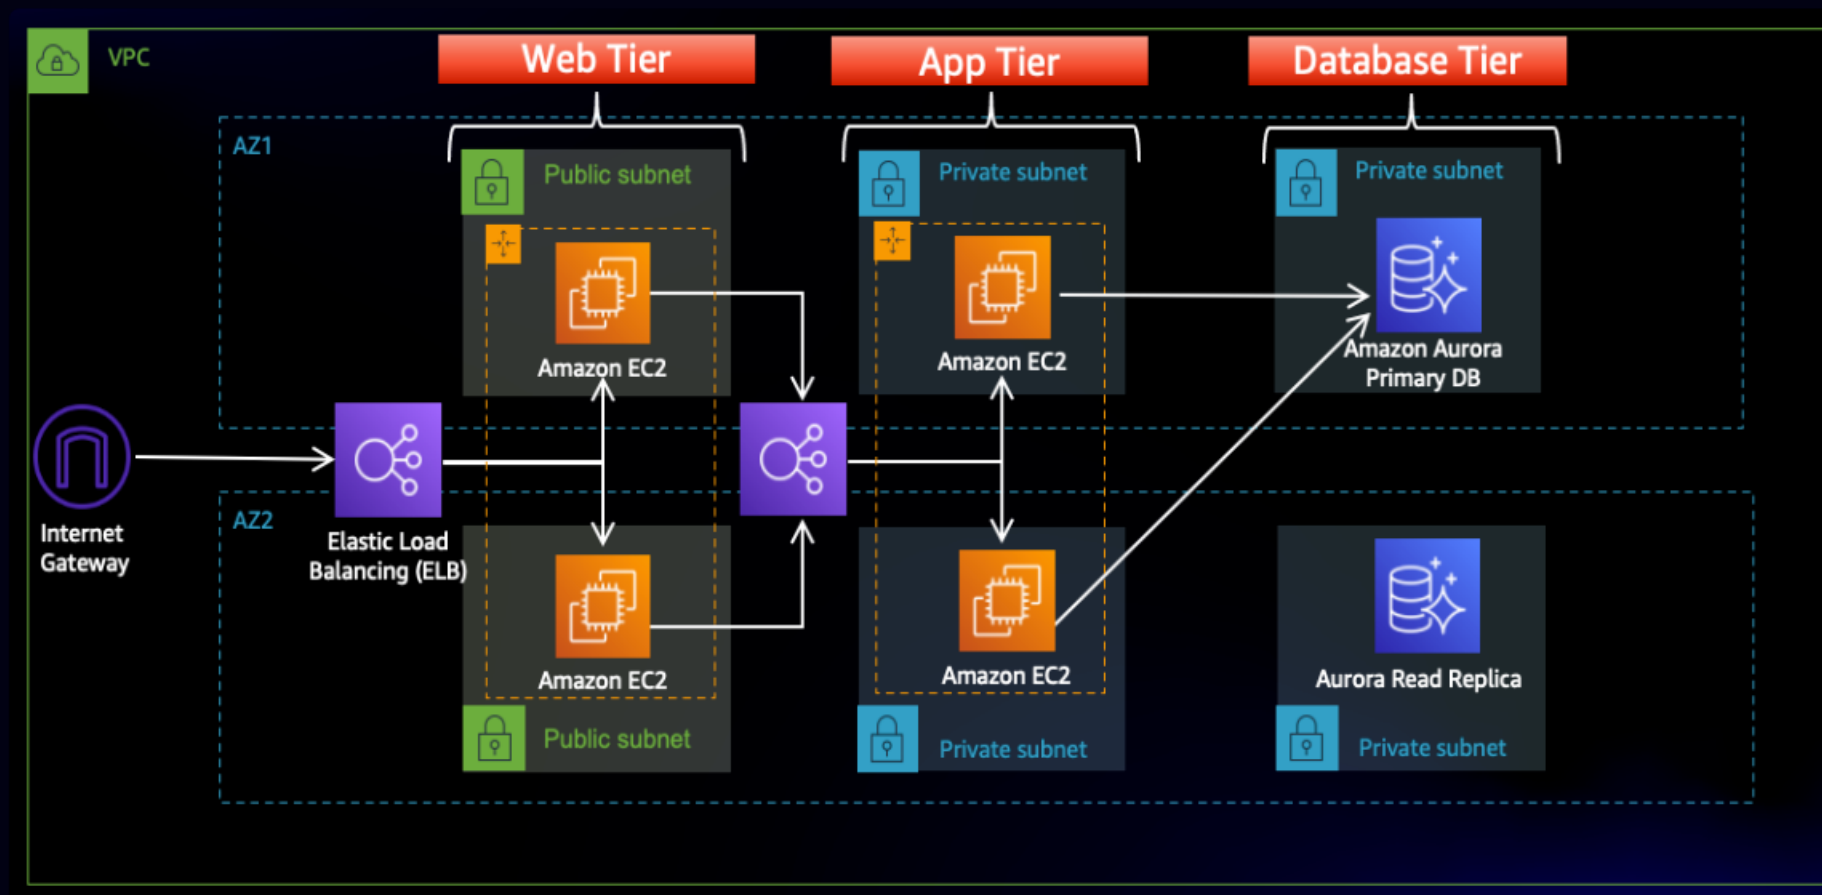 VPC
Web Tier
App Tier
Database Tier
AZ1
Public subnet
Private subnet
Private subnet
Amazon EC2
Amazon EC2
Amazon Aurora
Primary DB
Internet
Gateway
Elastic Load
Balancing (ELB)
AZ2
Amazon EC2
Amazon EC2
Aurora Read Replica
Public subnet
Private subnet
Private subnet